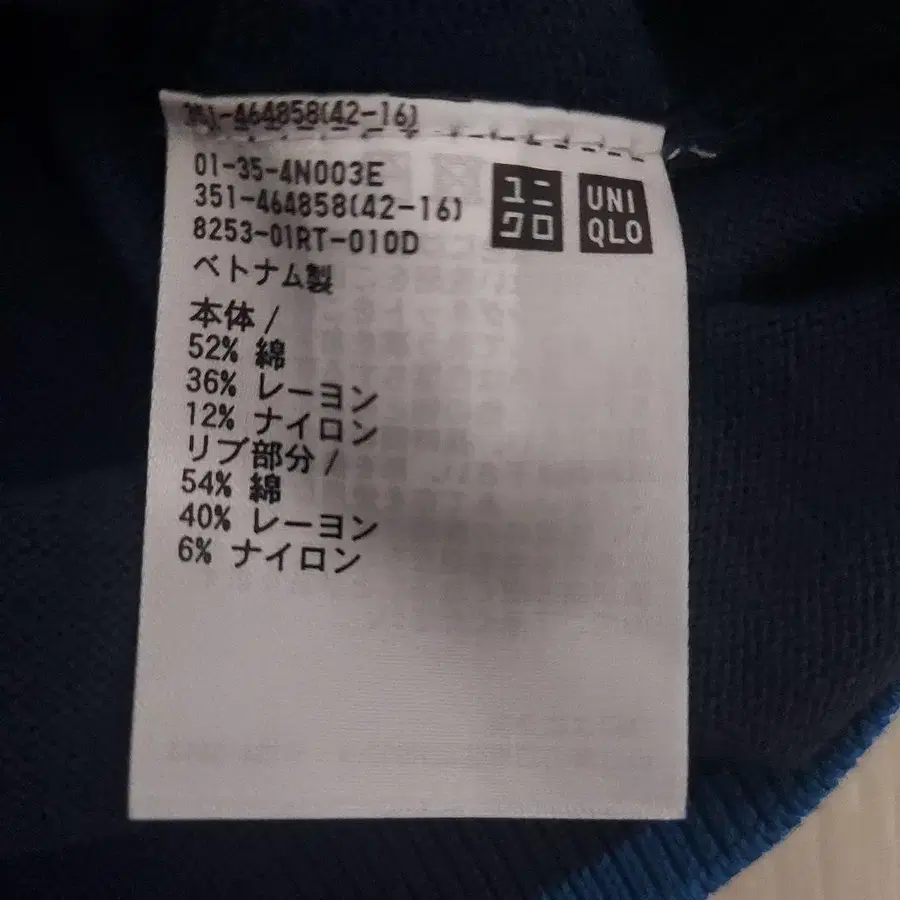 351-464858(42-16)
01-35-4N003E
351-464858(42-16)
8253-01RT-010D
ユニ
クロ
UNI
QLO
ベトナム製
本体/
52% 綿
36% レーヨン
12% ナイロン
リブ部分/
54% 綿
40% レーヨン
6% ナイロン